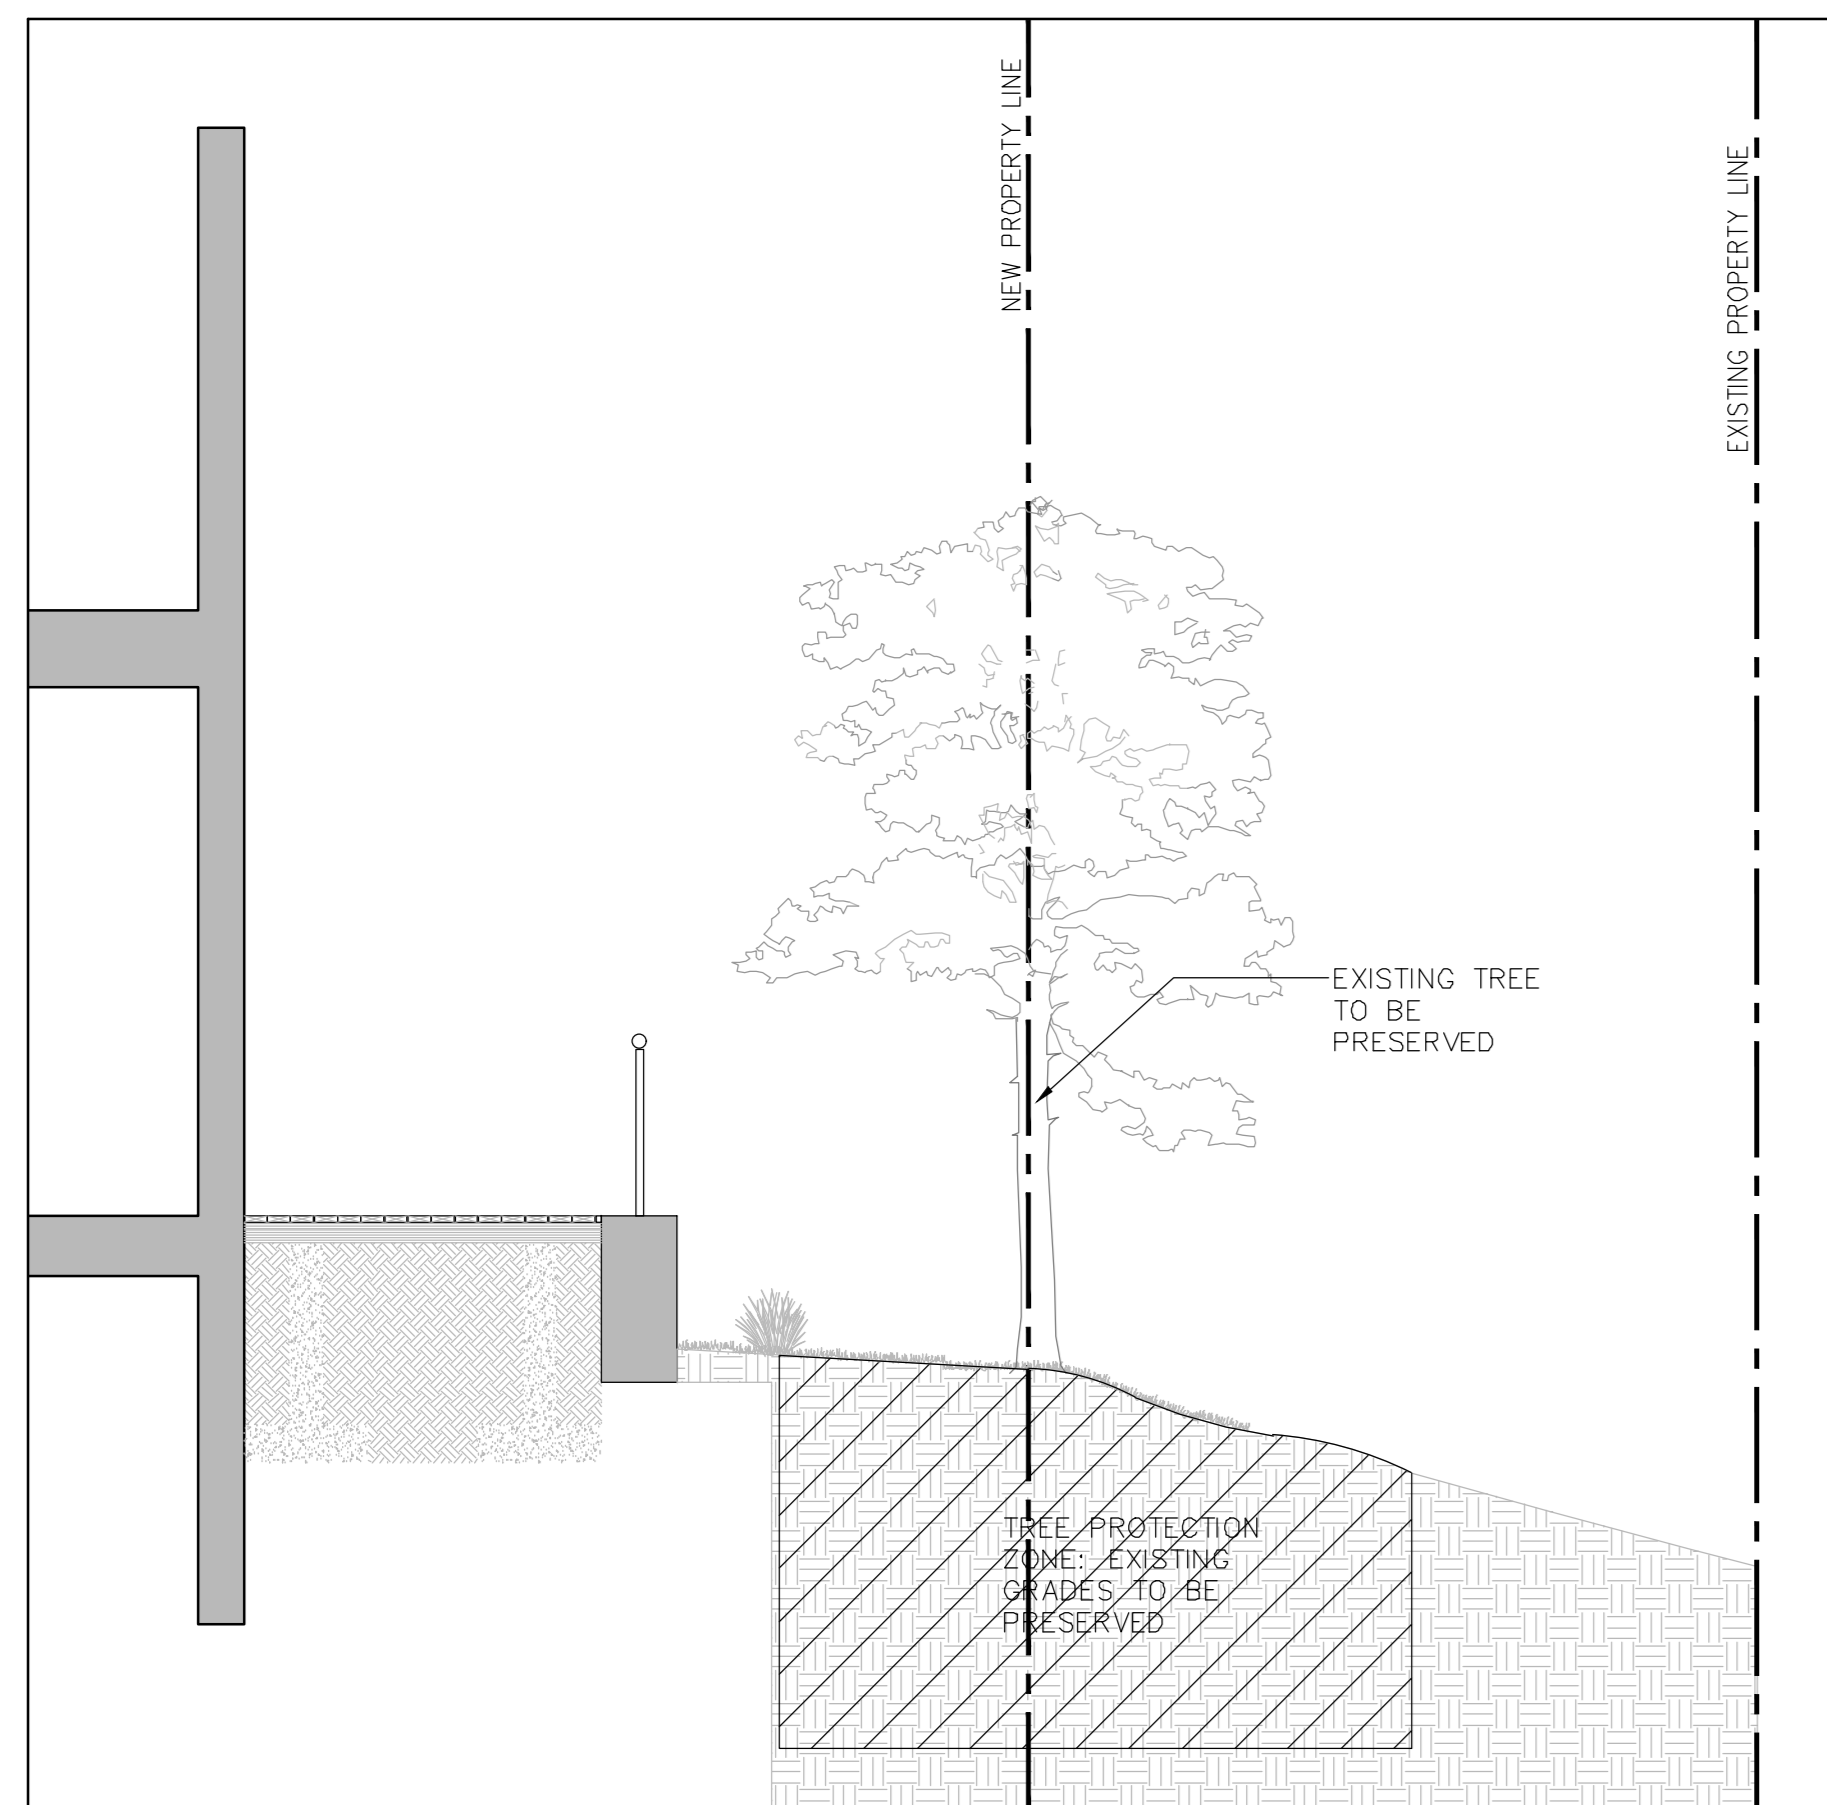 NEW PROPERTY LINE
EXISTING PROPERTY LINE
EXISTING TREE
TO BE
PRESERVED
TREE PROTECTION
ZONE: EXISTING
GRADES TO BE
PRESERVED